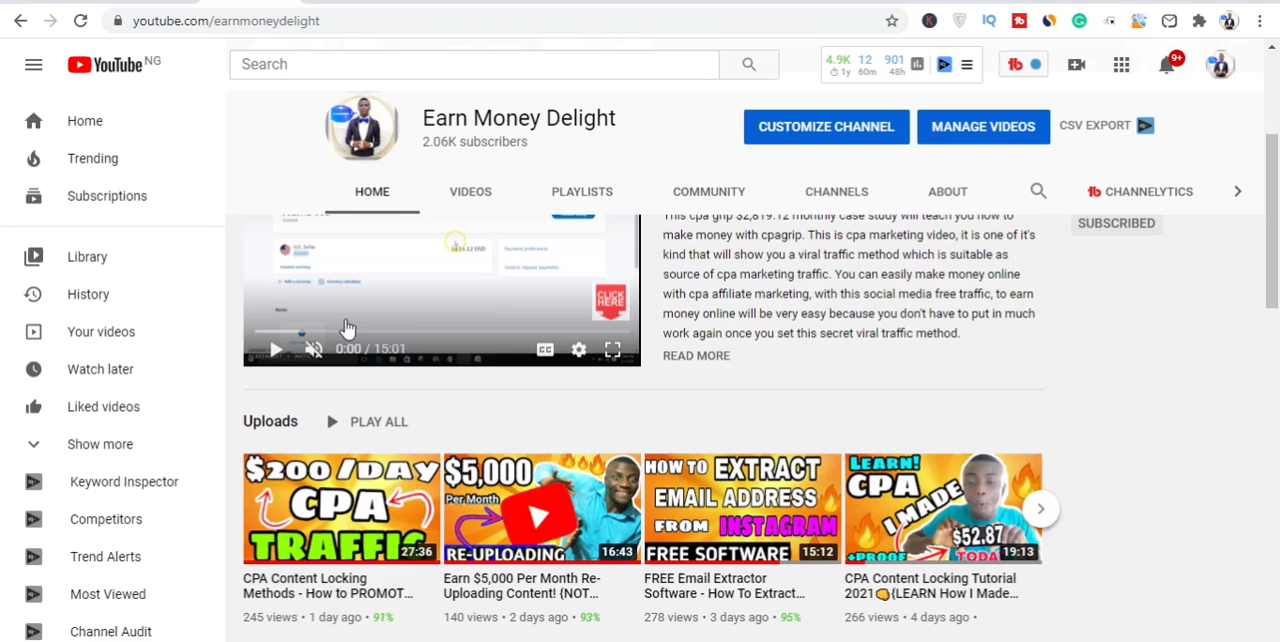 youtube.com/earnmoneydelight
YouTube NG
Search
4.9K 12 901
1y 60m 48h
9+
Home
Trending
Subscriptions
Library
History
Your videos
Watch later
Liked videos
Show more
Keyword Inspector
Competitors
Trend Alerts
Most Viewed
Channel Audit
Earn Money Delight
2.06K subscribers
CUSTOMIZE CHANNEL
MANAGE VIDEOS
CSV EXPORT
HOME VIDEOS PLAYLISTS COMMUNITY CHANNELS ABOUT CHANNELYTICS
SUBSCRIBED
CLICK
HERE
0:00 / 15:01
CC
This cpa grip $2,819.12 monthly case study will teach you how to
make money with cpagrip. This is cpa marketing video, it is one of it's
kind that will show you a viral traffic method which is suitable as
source of cpa marketing traffic. You can easily make money online
with cpa affiliate marketing, with this social media free traffic, to earn
money online will be very easy because you don't have to put in much
work again once you set this secret viral traffic method.
READ MORE
Uploads PLAY ALL
$200 /DAY
CPA
TRAFFIC
27:36
CPA Content Locking
Methods - How to PROMOT...
245 views • 1 day ago • 91%
$5,000
Per Month
RE-UPLOADING
16:43
Earn $5,000 Per Month Re-
Uploading Content! {NOT...
140 views • 2 days ago • 93%
HOW TO EXTRACT
EMAIL ADDRESS
FROM INSTAGRAM
FREE SOFTWARE
15:12
FREE Email Extractor
Software - How To Extract...
278 views • 3 days ago • 95%
LEARN!
CPA
I MADE
$52.87
+PROOF
TODAY
19:13
CPA Content Locking Tutorial
2021👊{LEARN How I Made...
266 views • 4 days ago •